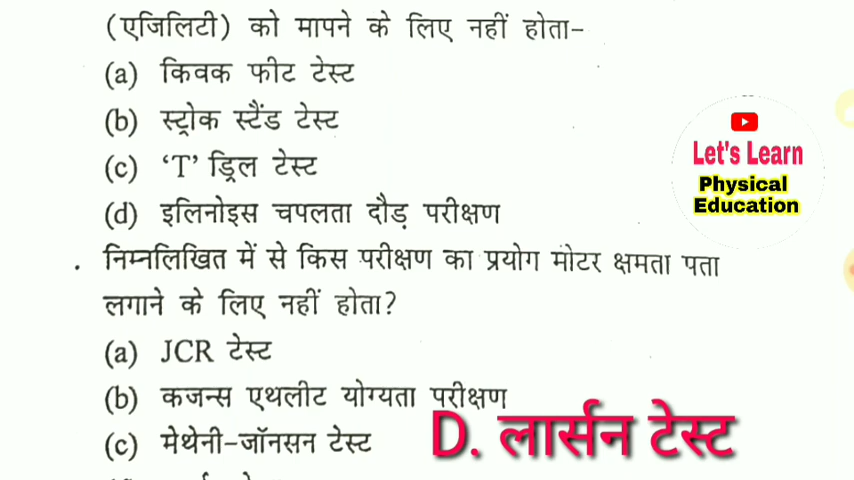 (एजिलिटी) को मापने के लिए नहीं होता–
(a) किवक फीट टेस्ट
(b) स्ट्रोक स्टैंड टेस्ट
(c) ‘T’ ड्रिल टेस्ट
(d) इलिनोइस चपलता दौड़ परीक्षण
Let's Learn
Physical
Education
. निम्नलिखित में से किस परीक्षण का प्रयोग मोटर क्षमता पता
लगाने के लिए नहीं होता?
(a) JCR टेस्ट
(b) कजन्स एथलीट योग्यता परीक्षण
(c) मेथेनी-जॉनसन टेस्ट
D. लार्सन टेस्ट